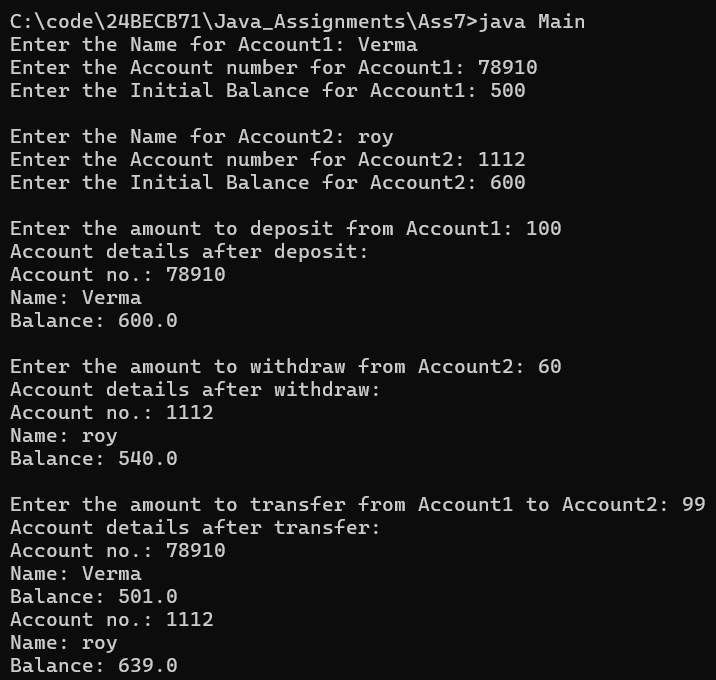 C:\code\24BECB71\Java_Assignments\Ass7>java Main
Enter the Name for Account1: Verma
Enter the Account number for Account1: 78910
Enter the Initial Balance for Account1: 500
Enter the Name for Account2: roy
Enter the Account number for Account2: 1112
Enter the Initial Balance for Account2: 600
Enter the amount to deposit from Account1: 100
Account details after deposit:
Account no.: 78910
Name: Verma
Balance: 600.0
Enter the amount to withdraw from Account2: 60
Account details after withdraw:
Account no.: 1112
Name: roy
Balance: 540.0
Enter the amount to transfer from Account1 to Account2: 99
Account details after transfer:
Account no.: 78910
Name: Verma
Balance: 501.0
Account no.: 1112
Name: roy
Balance: 639.0